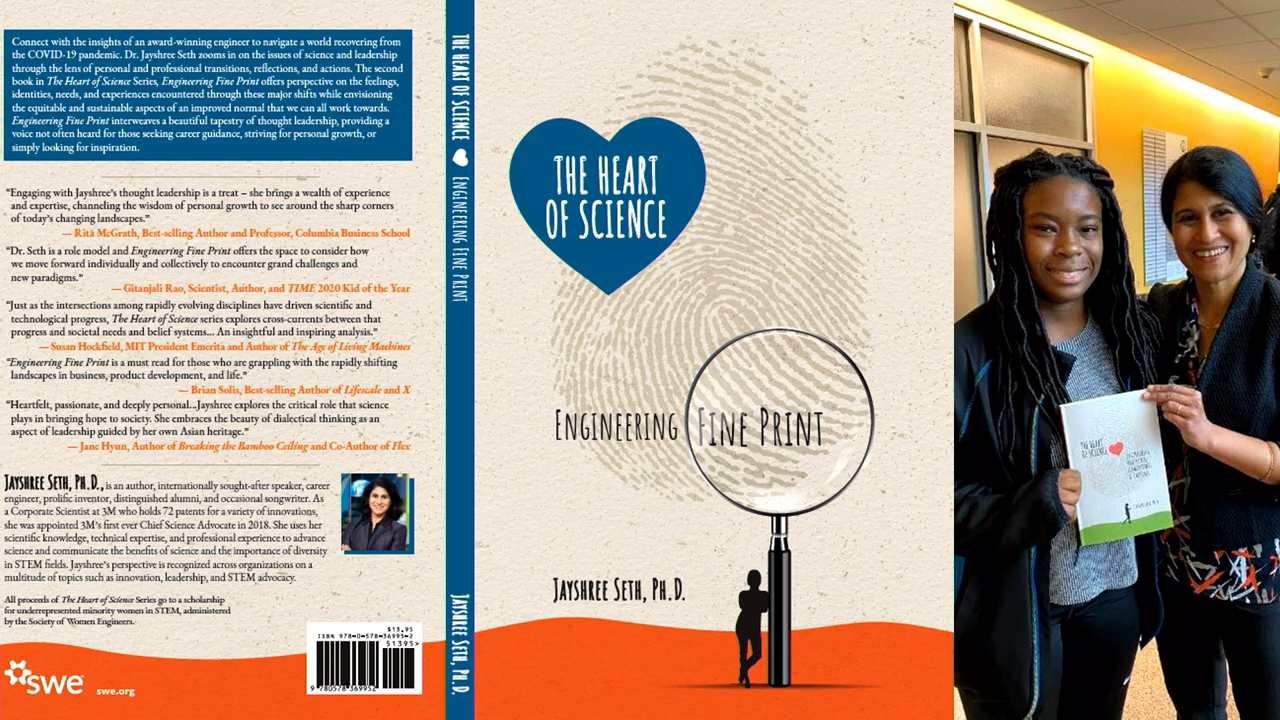 Connect with the insights of an award-winning engineer to navigate a world recovering from
the COVID-19 pandemic. Dr. Jayshree Seth zooms in on the issues of science and leadership
through the lens of personal and professional transitions, reflections, and actions. The second
book in The Heart of Science Series, Engineering Fine Print offers perspective on the feelings,
identities, needs, and experiences encountered through these major shifts while envisioning
the equitable and sustainable aspects of an improved normal that we can all work towards.
Engineering Fine Print interweaves a beautiful tapestry of thought leadership, providing a
voice not often heard for those seeking career guidance, striving for personal growth, or
simply looking for inspiration.
“Engaging with Jayshree's thought leadership is a treat – she brings a wealth of experience
and expertise, channeling the wisdom of personal growth to see around the sharp corners
of today's changing landscapes.”
— Rita McGrath, Best-selling Author and Professor, Columbia Business School
“Dr. Seth is a role model and Engineering Fine Print offers the space to consider how
we move forward individually and collectively to encounter grand challenges and
new paradigms.”
— Gitanjali Rao, Scientist, Author, and TIME 2020 Kid of the Year
“Just as the intersections among rapidly evolving disciplines have driven scientific and
technological progress, The Heart of Science series explores cross-currents between that
progress and societal needs and belief systems... An insightful and inspiring analysis.”
— Susan Hockfield, MIT President Emerita and Author of The Age of Living Machines
“Engineering Fine Print is a must read for those who are grappling with the rapidly shifting
landscapes in business, product development, and life.”
— Brian Solis, Best-selling Author of Lifescale and X
“Heartfelt, passionate, and deeply personal...Jayshree explores the critical role that science
plays in bringing hope to society. She embraces the beauty of dialectical thinking as an
aspect of leadership guided by her own Asian heritage.”
— Jane Hyun, Author of Breaking the Bamboo Ceiling and Co-Author of Flex
JAYSHREE SETH, PH.D., is an author, internationally sought-after speaker, career
engineer, prolific inventor, distinguished alumni, and occasional songwriter. As
a Corporate Scientist at 3M who holds 72 patents for a variety of innovations,
she was appointed 3M's first ever Chief Science Advocate in 2018. She uses her
scientific knowledge, technical expertise, and professional experience to advance
science and communicate the benefits of science and the importance of diversity
in STEM fields. Jayshree's perspective is recognized across organizations on a
multitude of topics such as innovation, leadership, and STEM advocacy.
All proceeds of The Heart of Science Series go to a scholarship
for underrepresented minority women in STEM, administered
by the Society of Women Engineers.
swe
swe.org
$13.95
ISBN 978-0-578-36995-2
51395>
9 780578 369952
THE HEART OF SCIENCE ENGINEERING FINE PRINT JAYSHREE SETH, PH.D.
THE HEART
OF SCIENCE
ENGINEERING FINE PRINT
JAYSHREE SETH, PH.D.
THE HEART
OF SCIENCE